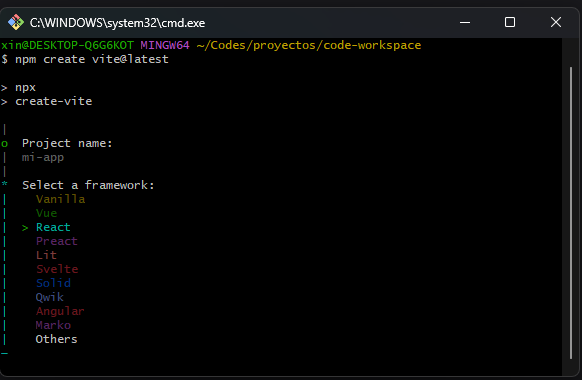 C:\WINDOWS\system32\cmd.exe
xin@DESKTOP-Q6G6KOT MINGW64 ~/Codes/proyectos/code-workspace
$ npm create vite@latest
> npx
> create-vite
|
o Project name:
| mi-app
|
* Select a framework:
| Vanilla
| Vue
| > React
| Preact
| Lit
| Svelte
| Solid
| Qwik
| Angular
| Marko
| Others
—